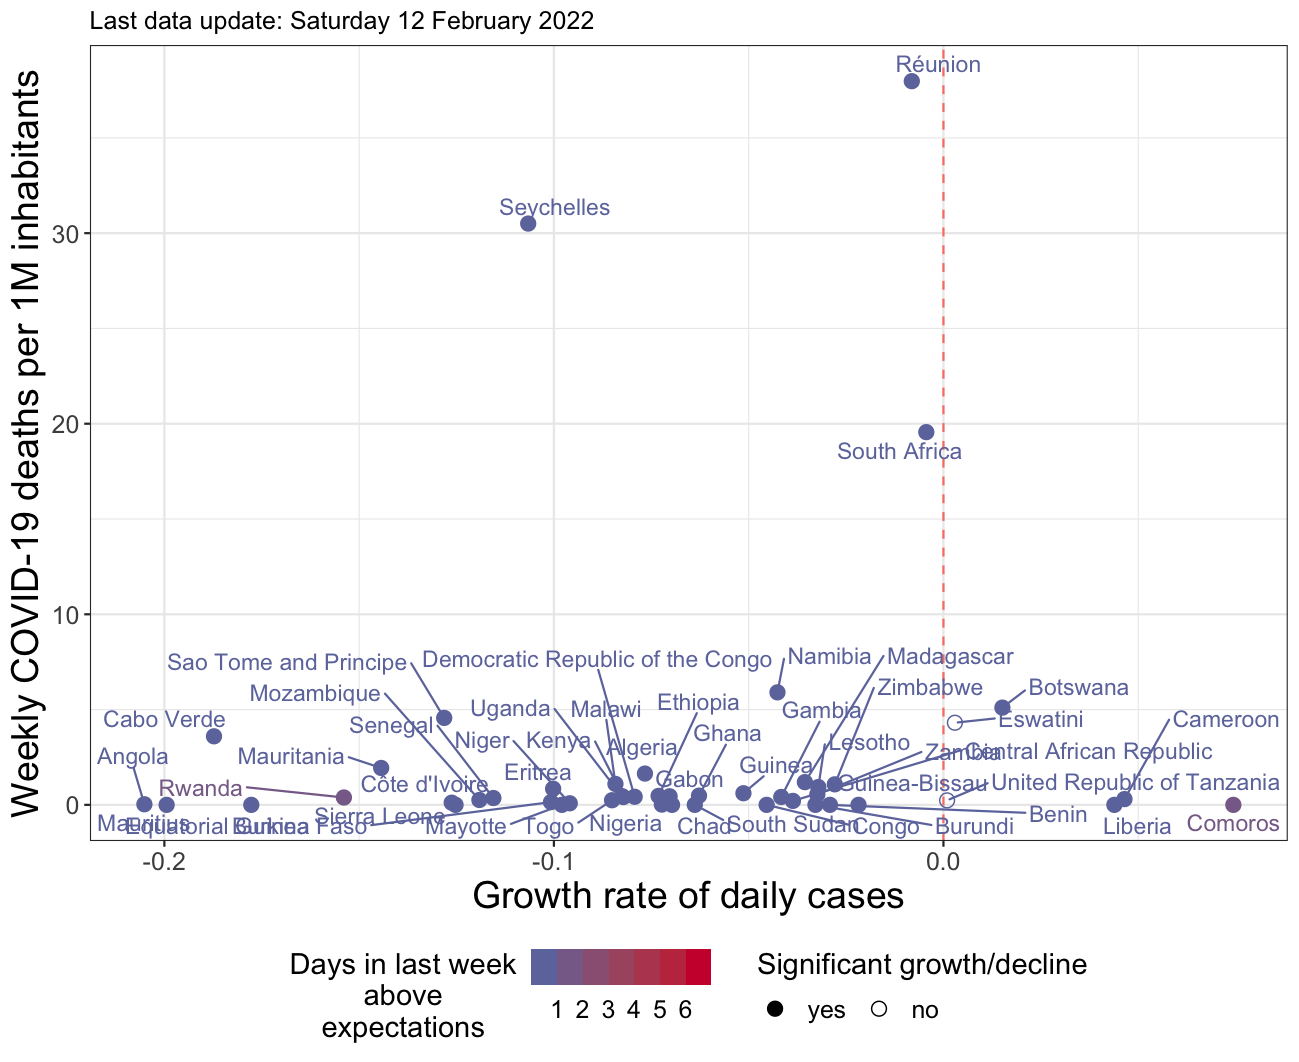 Last data update: Saturday 12 February 2022
Weekly COVID-19 deaths per 1M inhabitants
30
20
10
0
Réunion
Seychelles
South Africa
Sao Tome and Principe
Democratic Republic of the Congo
Namibia
Madagascar
Mozambique
Uganda
Malawi
Ethiopia
Zimbabwe
Botswana
Cabo Verde
Senegal
Gambia
Eswatini
Cameroon
Niger
Kenya
Algeria
Ghana
Lesotho
Zambia
Central African Republic
Angola
Mauritania
Eritrea
Guinea
Rwanda
Côte d'Ivoire
Gabon
Guinea-Bissau
United Republic of Tanzania
Sierra Leone
Benin
Mauritius
Equatorial Guinea
Burkina Faso
Mayotte
Togo
Nigeria
Chad
South Sudan
Congo
Burundi
Liberia
Comoros
-0.2
-0.1
0.0
Growth rate of daily cases
Days in last week
above
expectations
1 2 3 4 5 6
Significant growth/decline
yes
no